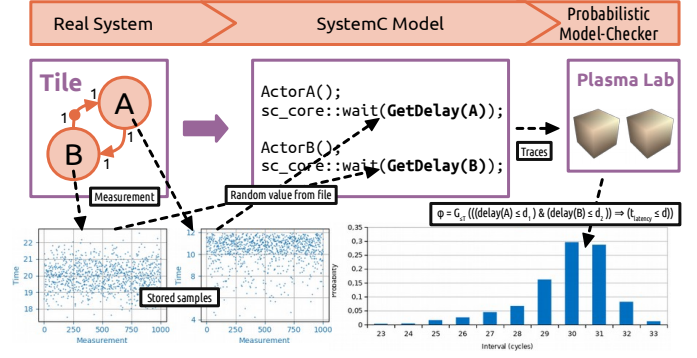 Real System
SystemC Model
Probabilistic
Model-Checker
Tile
A
B
1
1
1
1
ActorA();
sc_core::wait(GetDelay(A));
ActorB();
sc_core::wait(GetDelay(B));
Plasma Lab
Traces
Measurement
Random value from file
φ = G≤T (((delay(A) ≤ d1) & (delay(B) ≤ d2)) ⇒ (tlatency ≤ d))
Stored samples
Time
22
21
20
19
18
0
250
500
750
1000
Measurement
Time
12
10
8
6
4
0
250
500
750
1000
Measurement
Probability
0,35
0,3
0,25
0,2
0,15
0,1
0,05
0
23
24
25
26
27
28
29
30
31
32
33
Interval (cycles)